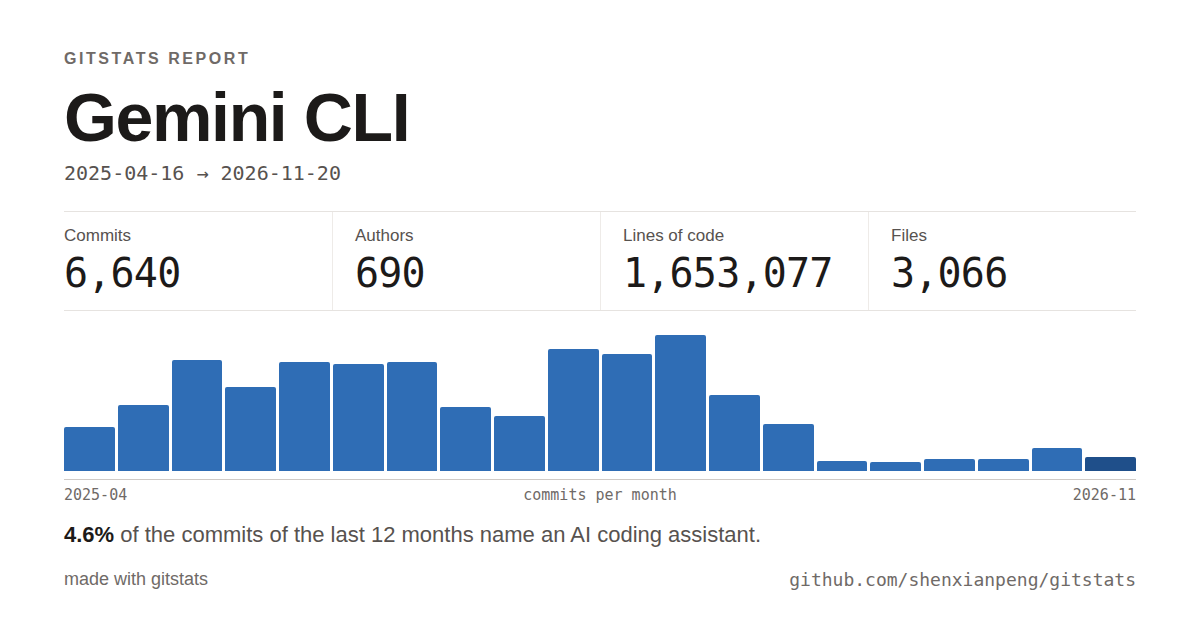 GITSTATS REPORT
Gemini CLI
2025-04-16 → 2026-11-20
Commits
6,640
Authors
690
Lines of code
1,653,077
Files
3,066
2025-04
commits per month
2026-11
4.6% of the commits of the last 12 months name an AI coding assistant.
made with gitstats
github.com/shenxianpeng/gitstats